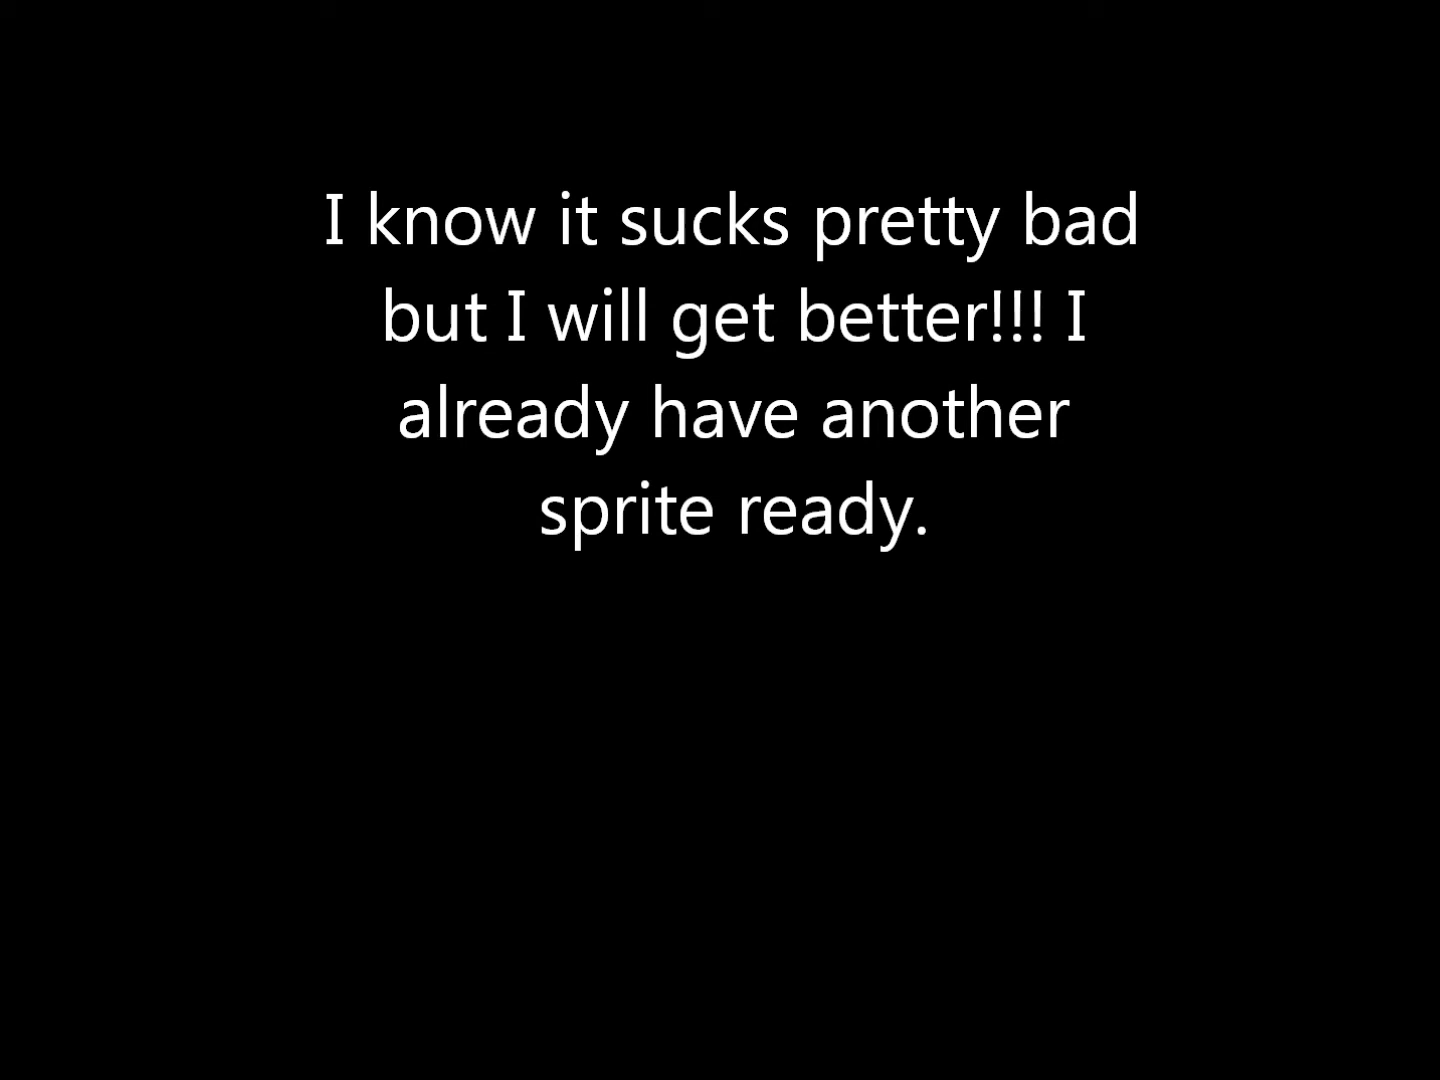 I know it sucks pretty bad
but I will get better!!! I
already have another
sprite ready.